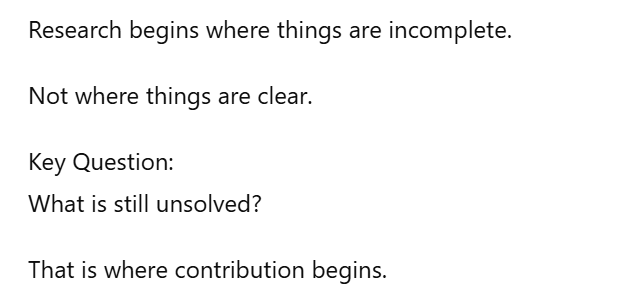 Research begins where things are incomplete.
Not where things are clear.
Key Question:
What is still unsolved?
That is where contribution begins.